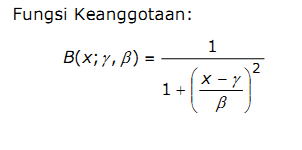 Fungsi Keanggotaan:
B(x; γ, β) = 1 / (1 + ((x − γ) / β)²)